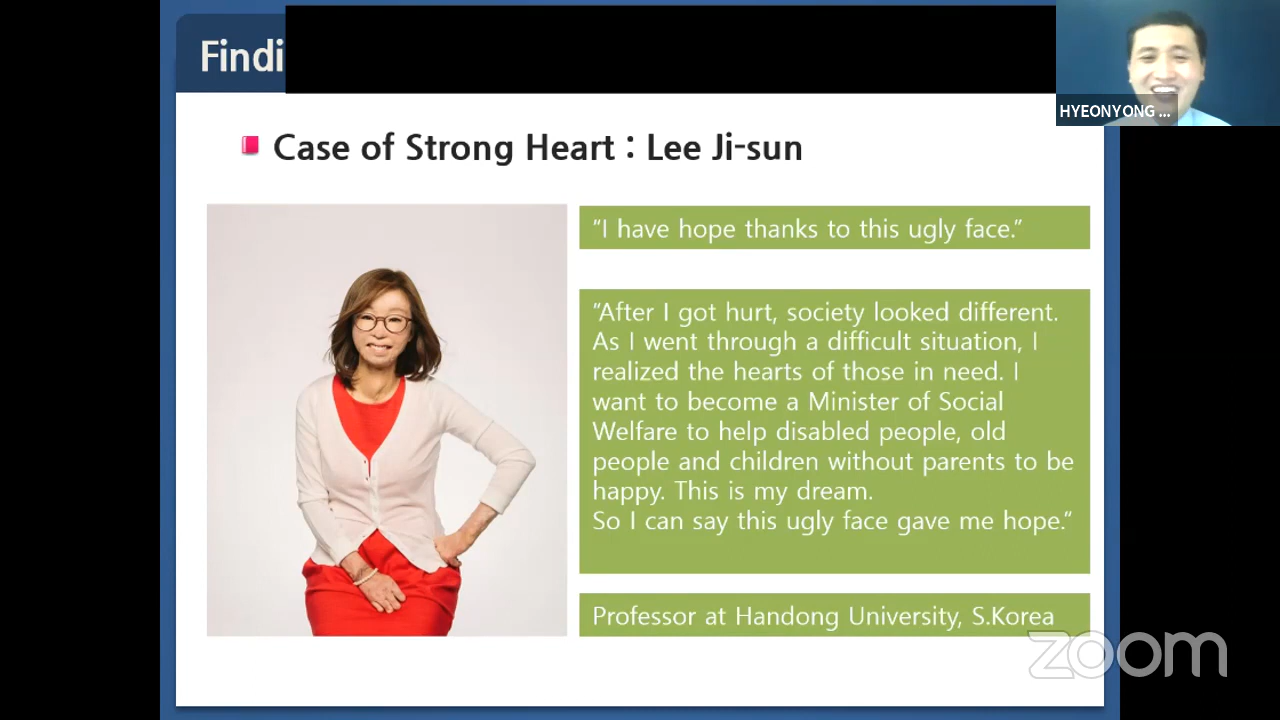 Findi
HYEONYONG ...
Case of Strong Heart : Lee Ji-sun
“I have hope thanks to this ugly face.”
“After I got hurt, society looked different.
As I went through a difficult situation, I
realized the hearts of those in need. I
want to become a Minister of Social
Welfare to help disabled people, old
people and children without parents to be
happy. This is my dream.
So I can say this ugly face gave me hope.”
Professor at Handong University, S.Korea
zoom